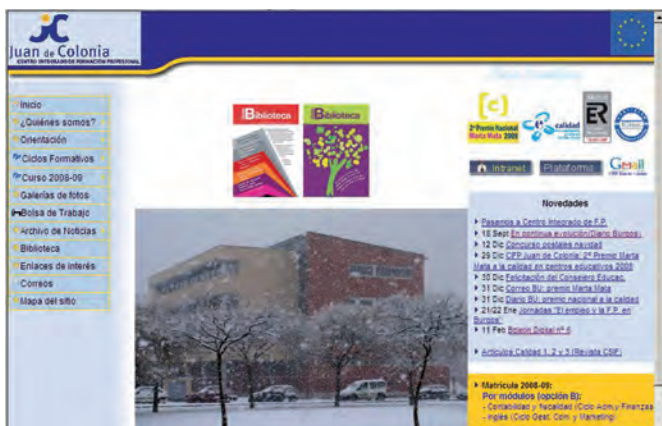 Juan de Colonia
CENTRO INTEGRADO DE FORMACIÓN PROFESIONAL
Inicio
¿Quiénes somos?
Orientación
Ciclos Formativos
Curso 2008-09
Galerías de fotos
Bolsa de Trabajo
Archivo de Noticias
Biblioteca
Enlaces de interés
Correos
Mapa del sitio
Biblioteca
Biblioteca
2º Premio Nacional
Marta Mata 2008
calidad
ER
Intranet
Plataforma
Gmail
Novedades
Pasamos a Centro Integrado de F.P.
18 Sept En continua evolución(Diario Burgos)
12 Dic Concurso postales navidad
29 Dic CIFP Juan de Colonia: 2º Premio Marta
Mata a la calidad en centros educativos 2008
30 Dic Felicitación del Consejero Educac.
31 Dic Correo BU: premio Marta Mata
31 Dic Diario BU: premio nacional a la calidad
21/22 Ene Jornadas "El empleo y la F.P. en
Burgos"
11 Feb Boletín Digital nº 6
Artículos Calidad 1, 2 y 3 (Revista CSIF)
Matrícula 2008-09:
Por módulos (opción B):
- Contabilidad y fiscalidad (Ciclo Adm.y Finanzas
- Inglés (Ciclo Gest. Com. y Marketing)